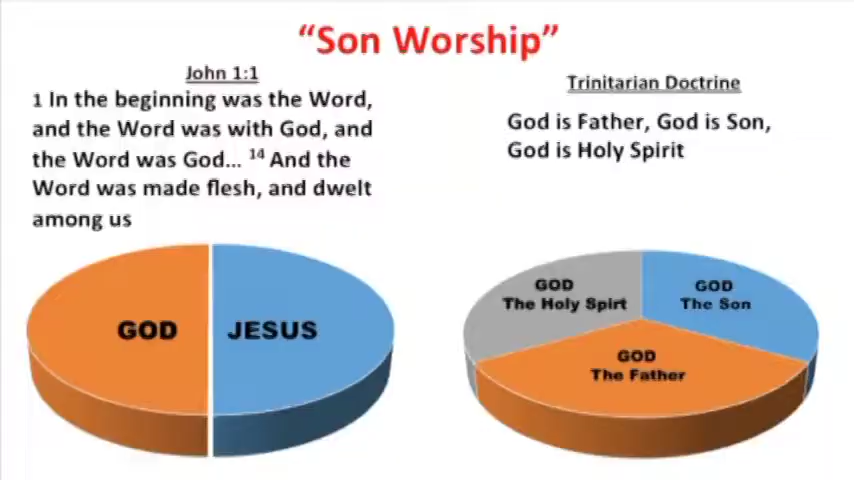 “Son Worship”
John 1:1
1 In the beginning was the Word,
and the Word was with God, and
the Word was God... 14 And the
Word was made flesh, and dwelt
among us
Trinitarian Doctrine
God is Father, God is Son,
God is Holy Spirit
GOD
JESUS
GOD
The Holy Spirt
GOD
The Son
GOD
The Father